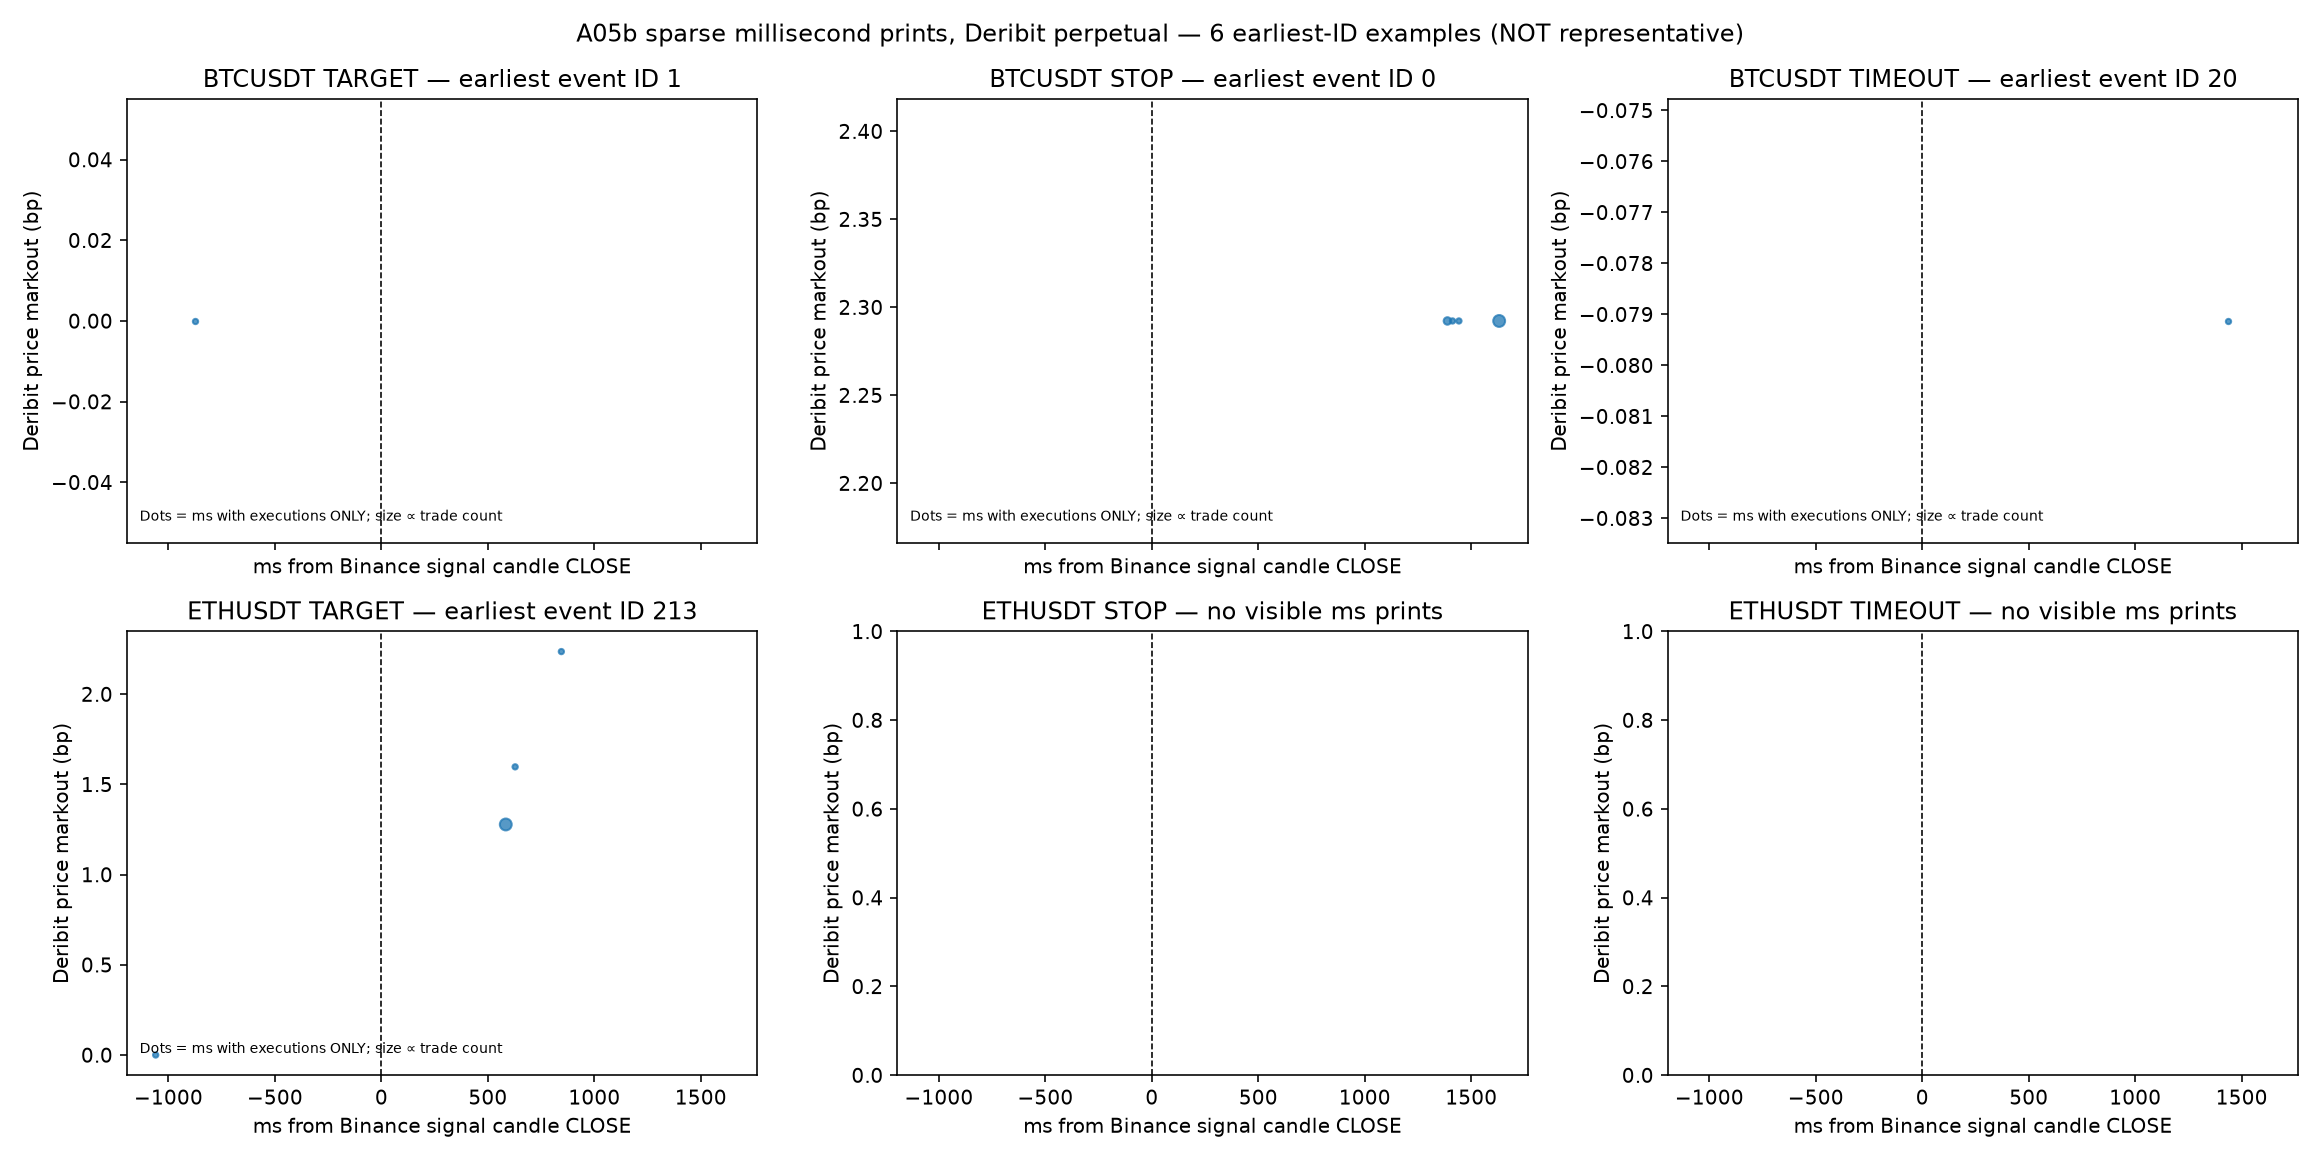 A05b sparse millisecond prints, Deribit perpetual — 6 earliest-ID examples (NOT representative)
BTCUSDT TARGET — earliest event ID 1
0.04
0.02
0.00
−0.02
−0.04
Deribit price markout (bp)
Dots = ms with executions ONLY; size ∝ trade count
ms from Binance signal candle CLOSE
BTCUSDT STOP — earliest event ID 0
2.40
2.35
2.30
2.25
2.20
Deribit price markout (bp)
Dots = ms with executions ONLY; size ∝ trade count
ms from Binance signal candle CLOSE
BTCUSDT TIMEOUT — earliest event ID 20
−0.075
−0.076
−0.077
−0.078
−0.079
−0.080
−0.081
−0.082
−0.083
Deribit price markout (bp)
Dots = ms with executions ONLY; size ∝ trade count
ms from Binance signal candle CLOSE
ETHUSDT TARGET — earliest event ID 213
2.0
1.5
1.0
0.5
0.0
Deribit price markout (bp)
Dots = ms with executions ONLY; size ∝ trade count
−1000 −500 0 500 1000 1500
ms from Binance signal candle CLOSE
ETHUSDT STOP — no visible ms prints
1.0
0.8
0.6
0.4
0.2
0.0
Deribit price markout (bp)
−1000 −500 0 500 1000 1500
ms from Binance signal candle CLOSE
ETHUSDT TIMEOUT — no visible ms prints
1.0
0.8
0.6
0.4
0.2
0.0
Deribit price markout (bp)
−1000 −500 0 500 1000 1500
ms from Binance signal candle CLOSE